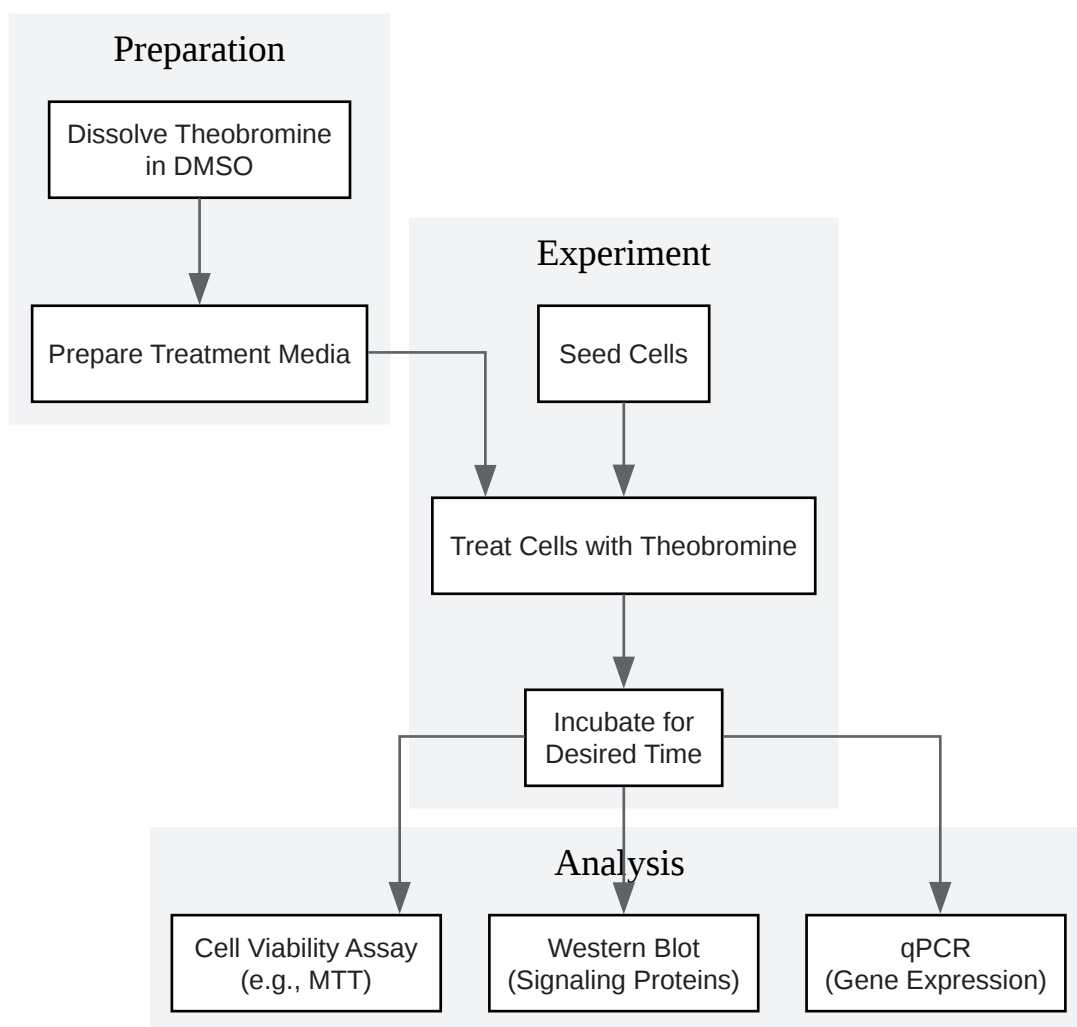 Preparation
Dissolve Theobromine
in DMSO
Prepare Treatment Media
Experiment
Seed Cells
Treat Cells with Theobromine
Incubate for
Desired Time
Analysis
Cell Viability Assay
(e.g., MTT)
Western Blot
(Signaling Proteins)
qPCR
(Gene Expression)